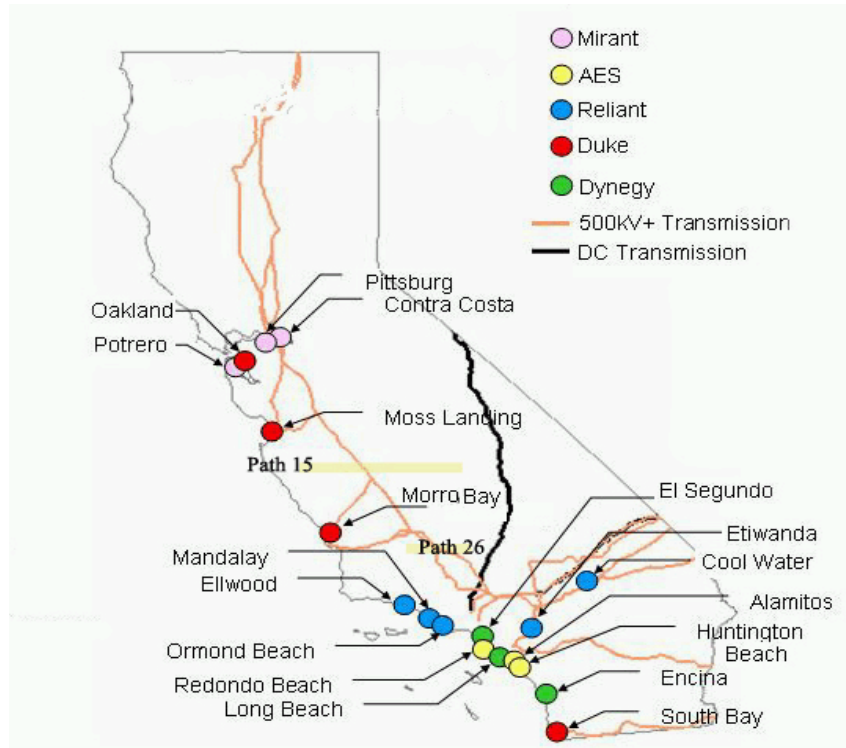 Mirant
AES
Reliant
Duke
Dynegy
500kV+ Transmission
DC Transmission
Pittsburg
Contra Costa
Oakland
Potrero
Moss Landing
Path 15
Morro Bay
El Segundo
Etiwanda
Path 26
Mandalay
Cool Water
Ellwood
Alamitos
Huntington
Beach
Ormond Beach
Redondo Beach
Encina
Long Beach
South Bay